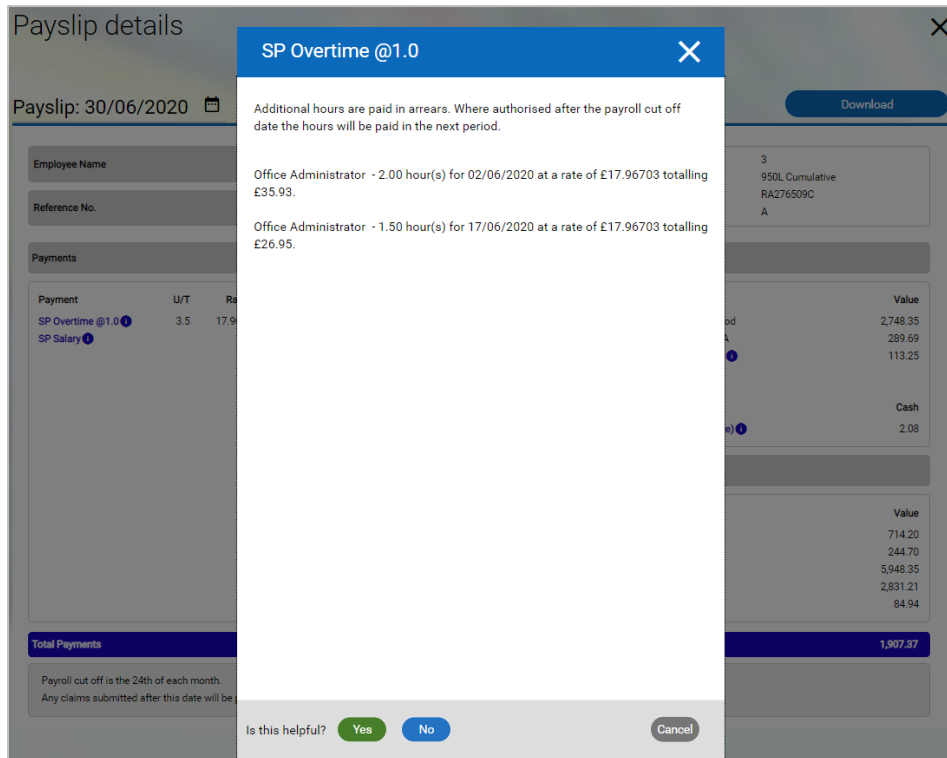 Payslip details
SP Overtime @1.0
Payslip: 30/06/2020
Download
Additional hours are paid in arrears. Where authorised after the payroll cut off
date the hours will be paid in the next period.
Office Administrator - 2.00 hour(s) for 02/06/2020 at a rate of £17.96703 totalling
£35.93.
Office Administrator - 1.50 hour(s) for 17/06/2020 at a rate of £17.96703 totalling
£26.95.
Employee Name
Reference No.
3
950L Cumulative
RA276509C
A
Payments
Payment U/T
SP Overtime @1.0 3.5
SP Salary
Value
2,748.35
289.69
113.25
Cash
2.08
Value
714.20
244.70
5,948.35
2,831.21
84.94
Total Payments 1,907.37
Payroll cut off is the 24th of each month.
Any claims submitted after this date will be
Is this helpful? Yes No Cancel